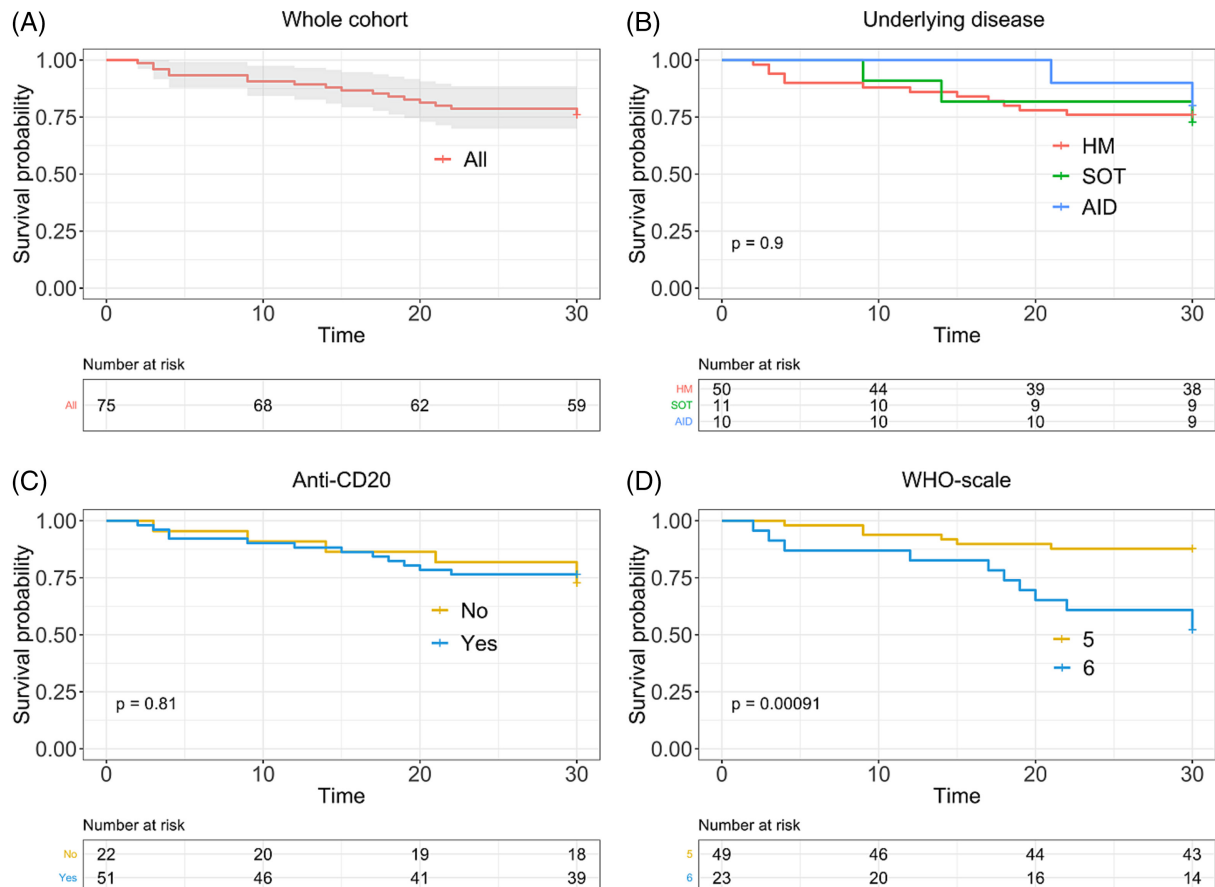 (A) Whole cohort
1.00
0.75
0.50
0.25
0.00
Survival probability
All
0 10 20 30
Time
Number at risk
All 75 68 62 59
(B) Underlying disease
1.00
0.75
0.50
0.25
0.00
Survival probability
HM
SOT
AID
p = 0.9
0 10 20 30
Time
Number at risk
HM 50 44 39 38
SOT 11 10 9 9
AID 10 10 10 9
(C) Anti-CD20
1.00
0.75
0.50
0.25
0.00
Survival probability
No
Yes
p = 0.81
0 10 20 30
Time
Number at risk
No 22 20 19 18
Yes 51 46 41 39
(D) WHO-scale
1.00
0.75
0.50
0.25
0.00
Survival probability
5
6
p = 0.00091
0 10 20 30
Time
Number at risk
5 49 46 44 43
6 23 20 16 14